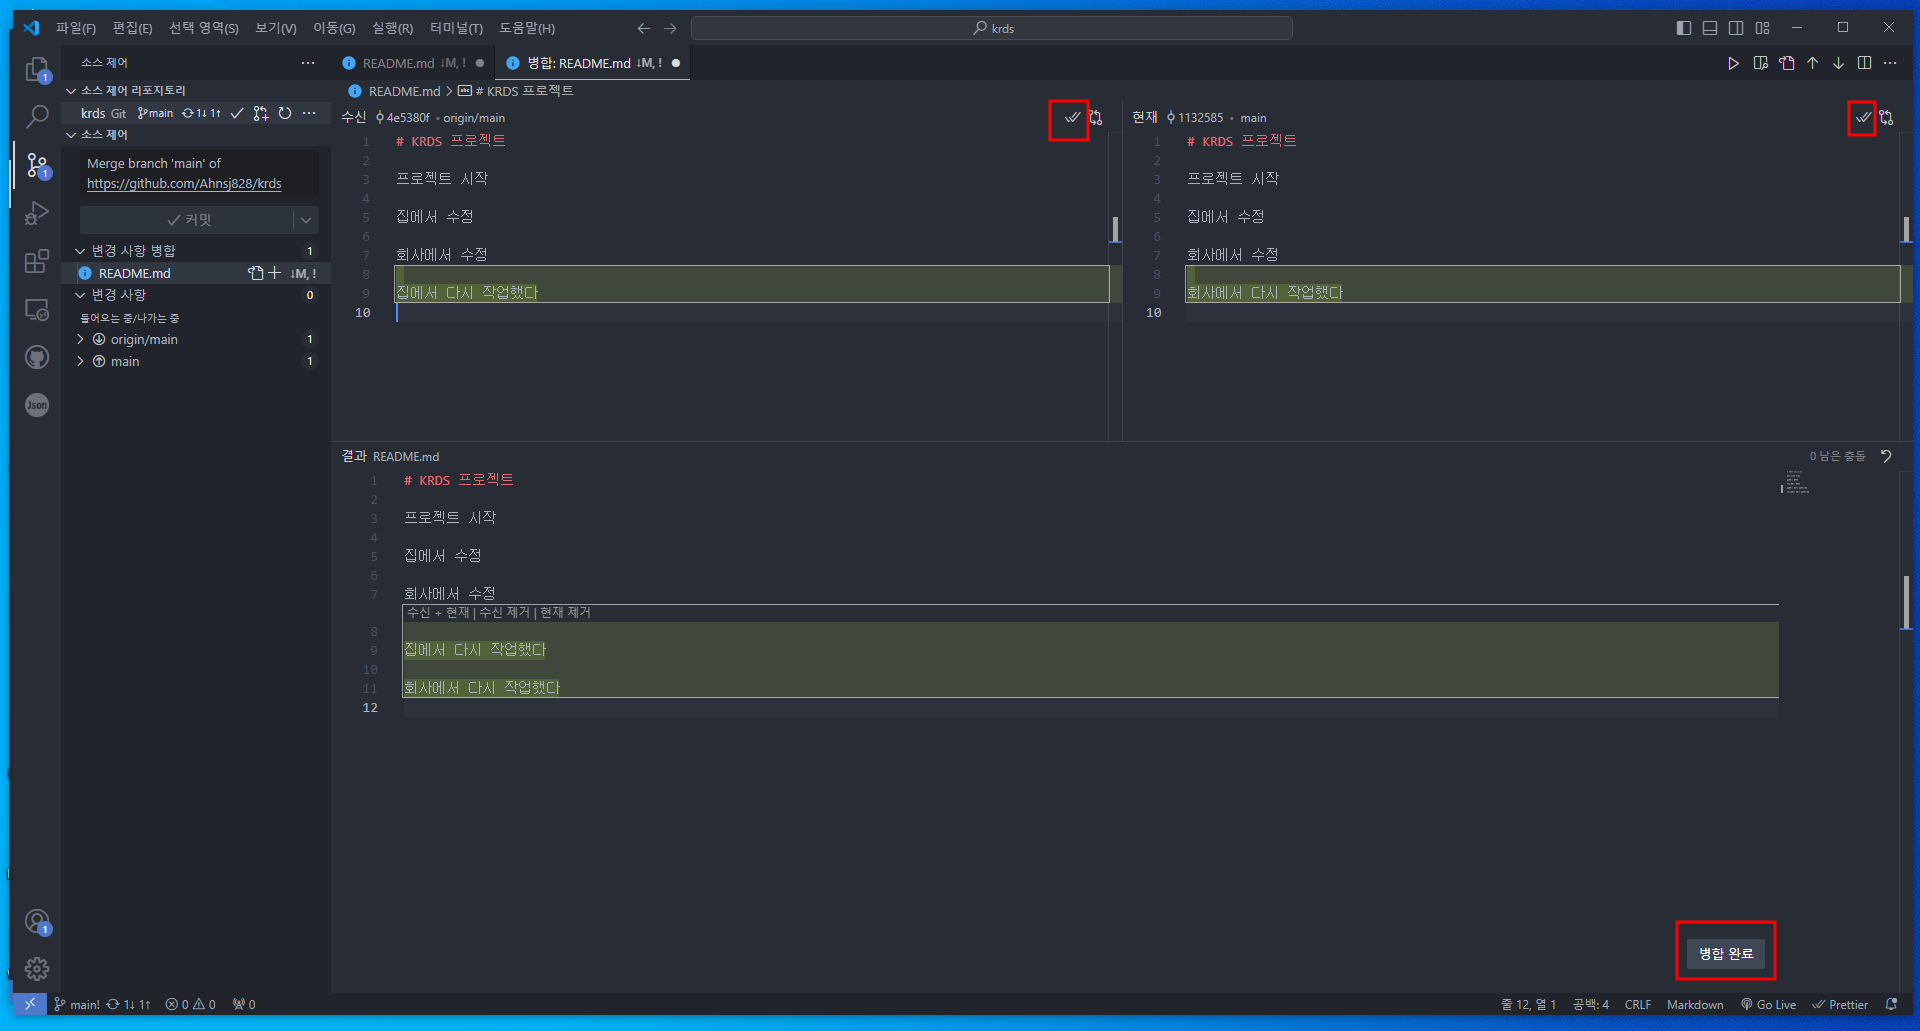 파일(F) 편집(E) 선택 영역(S) 보기(V) 이동(G) 실행(R) 터미널(T) 도움말(H) krds
소스 제어
README.md ↓M, !
병합: README.md ↓M, !
소스 제어 리포지토리
README.md > # KRDS 프로젝트
krds Git main 1↓ 1↑
수신 4e5380f • origin/main
현재 1132585 • main
소스 제어
Merge branch 'main' of
https://github.com/Ahnsj828/krds
커밋
변경 사항 병합 1
README.md ↓M, !
변경 사항 0
들어오는 중/나가는 중
origin/main 1
main 1
Json
1 # KRDS 프로젝트
2
3 프로젝트 시작
4
5 집에서 수정
6
7 회사에서 수정
8
9 집에서 다시 작업했다
10
1 # KRDS 프로젝트
2
3 프로젝트 시작
4
5 집에서 수정
6
7 회사에서 수정
8
9 회사에서 다시 작업했다
10
결과 README.md
0 남은 충돌
1 # KRDS 프로젝트
2
3 프로젝트 시작
4
5 집에서 수정
6
7 회사에서 수정
수신 + 현재 | 수신 제거 | 현재 제거
8
9 집에서 다시 작업했다
10
11 회사에서 다시 작업했다
12
병합 완료
main! 1↓ 1↑ 0 0 0
줄 12, 열 1 공백: 4 CRLF Markdown Go Live Prettier